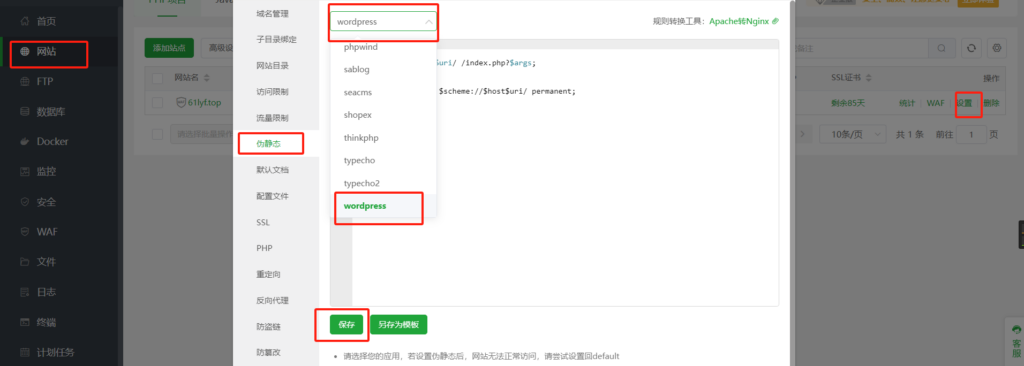 首页
网站
FTP
数据库
Docker
监控
安全
WAF
文件
日志
终端
计划任务
PHP项目
添加站点
网站名
61lyf.top
域名管理
子目录绑定
网站目录
访问限制
流量限制
伪静态
默认文档
配置文件
SSL
PHP
重定向
反向代理
防盗链
防篡改
wordpress
规则转换工具：Apache转Nginx
phpwind
sablog
seacms
shopex
thinkphp
typecho
typecho2
wordpress
$uri/ /index.php?$args;
$scheme://$host$uri/ permanent;
保存
另存为模板
请选择您的应用，若设置伪静态后，网站无法正常访问，请尝试设置回default
SSL证书
操作
剩余85天
统计
WAF
设置
删除
10条/页
共 1 条
前往
1
页
客服